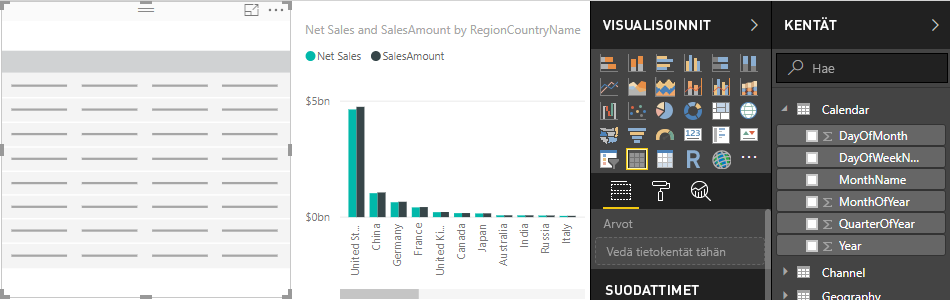 Net Sales and SalesAmount by RegionCountryName
Net Sales SalesAmount
$5bn
$0bn
United St...
China
Germany
France
United Ki...
Canada
Japan
Australia
India
Russia
Italy
VISUALISOINNIT
123
R
Arvot
Vedä tietokentät tähän
SUODATTIMET
KENTÄT
Hae
Calendar
DayOfMonth
DayOfWeekN...
MonthName
MonthOfYear
QuarterOfYear
Year
Channel
Geography